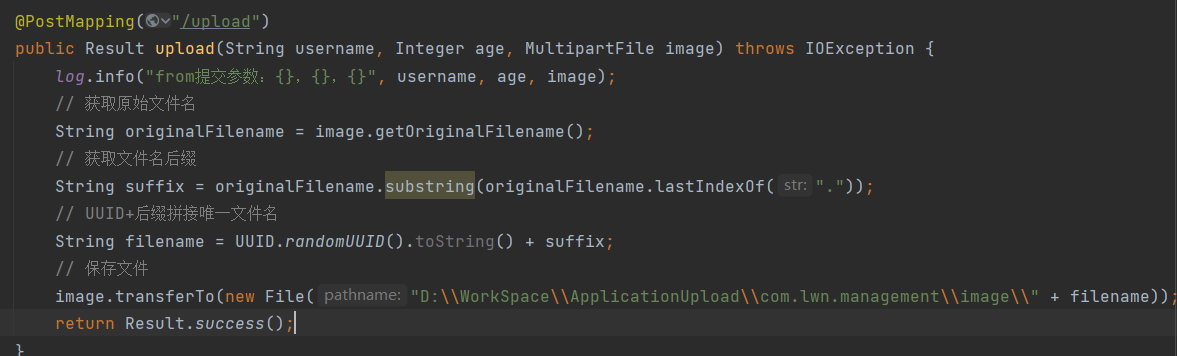 @PostMapping("/upload")
public Result upload(String username, Integer age, MultipartFile image) throws IOException {
log.info("from提交参数：{}，{}，{}", username, age, image);
// 获取原始文件名
String originalFilename = image.getOriginalFilename();
// 获取文件名后缀
String suffix = originalFilename.substring(originalFilename.lastIndexOf( str: "."));
// UUID+后缀拼接唯一文件名
String filename = UUID.randomUUID().toString() + suffix;
// 保存文件
image.transferTo(new File( pathname: "D:\\WorkSpace\\ApplicationUpload\\com.lwn.management\\image\\" + filename));
return Result.success();
}